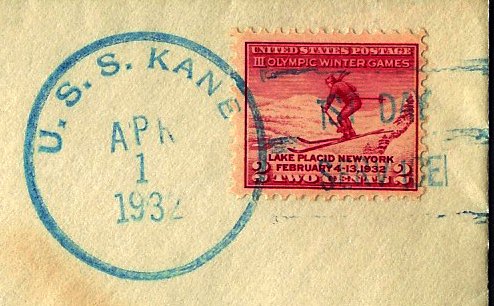 U. S. S. KANE
APR
1
1932
UNITED STATES POSTAGE
III OLYMPIC WINTER GAMES
LAKE PLACID NEW YORK
FEBRUARY 4-13, 1932
2 TWO CENTS 2